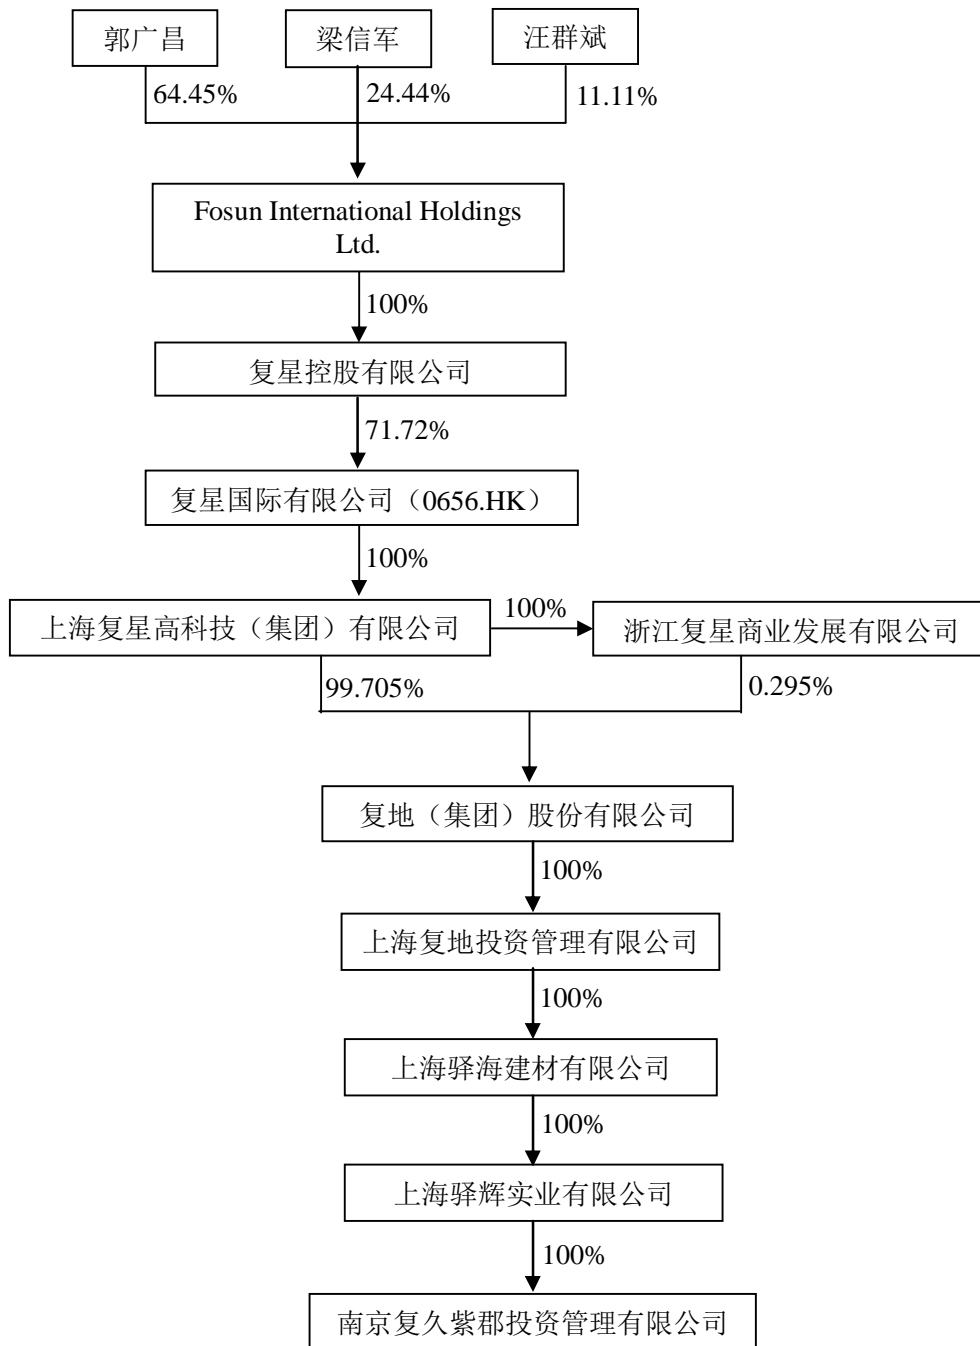 郭广昌
梁信军
汪群斌
64.45%
24.44%
11.11%
Fosun International Holdings
Ltd.
100%
复星控股有限公司
71.72%
复星国际有限公司（0656.HK）
100%
上海复星高科技（集团）有限公司
100%
浙江复星商业发展有限公司
99.705%
0.295%
复地（集团）股份有限公司
100%
上海复地投资管理有限公司
100%
上海驿海建材有限公司
100%
上海驿辉实业有限公司
100%
南京复久紫郡投资管理有限公司